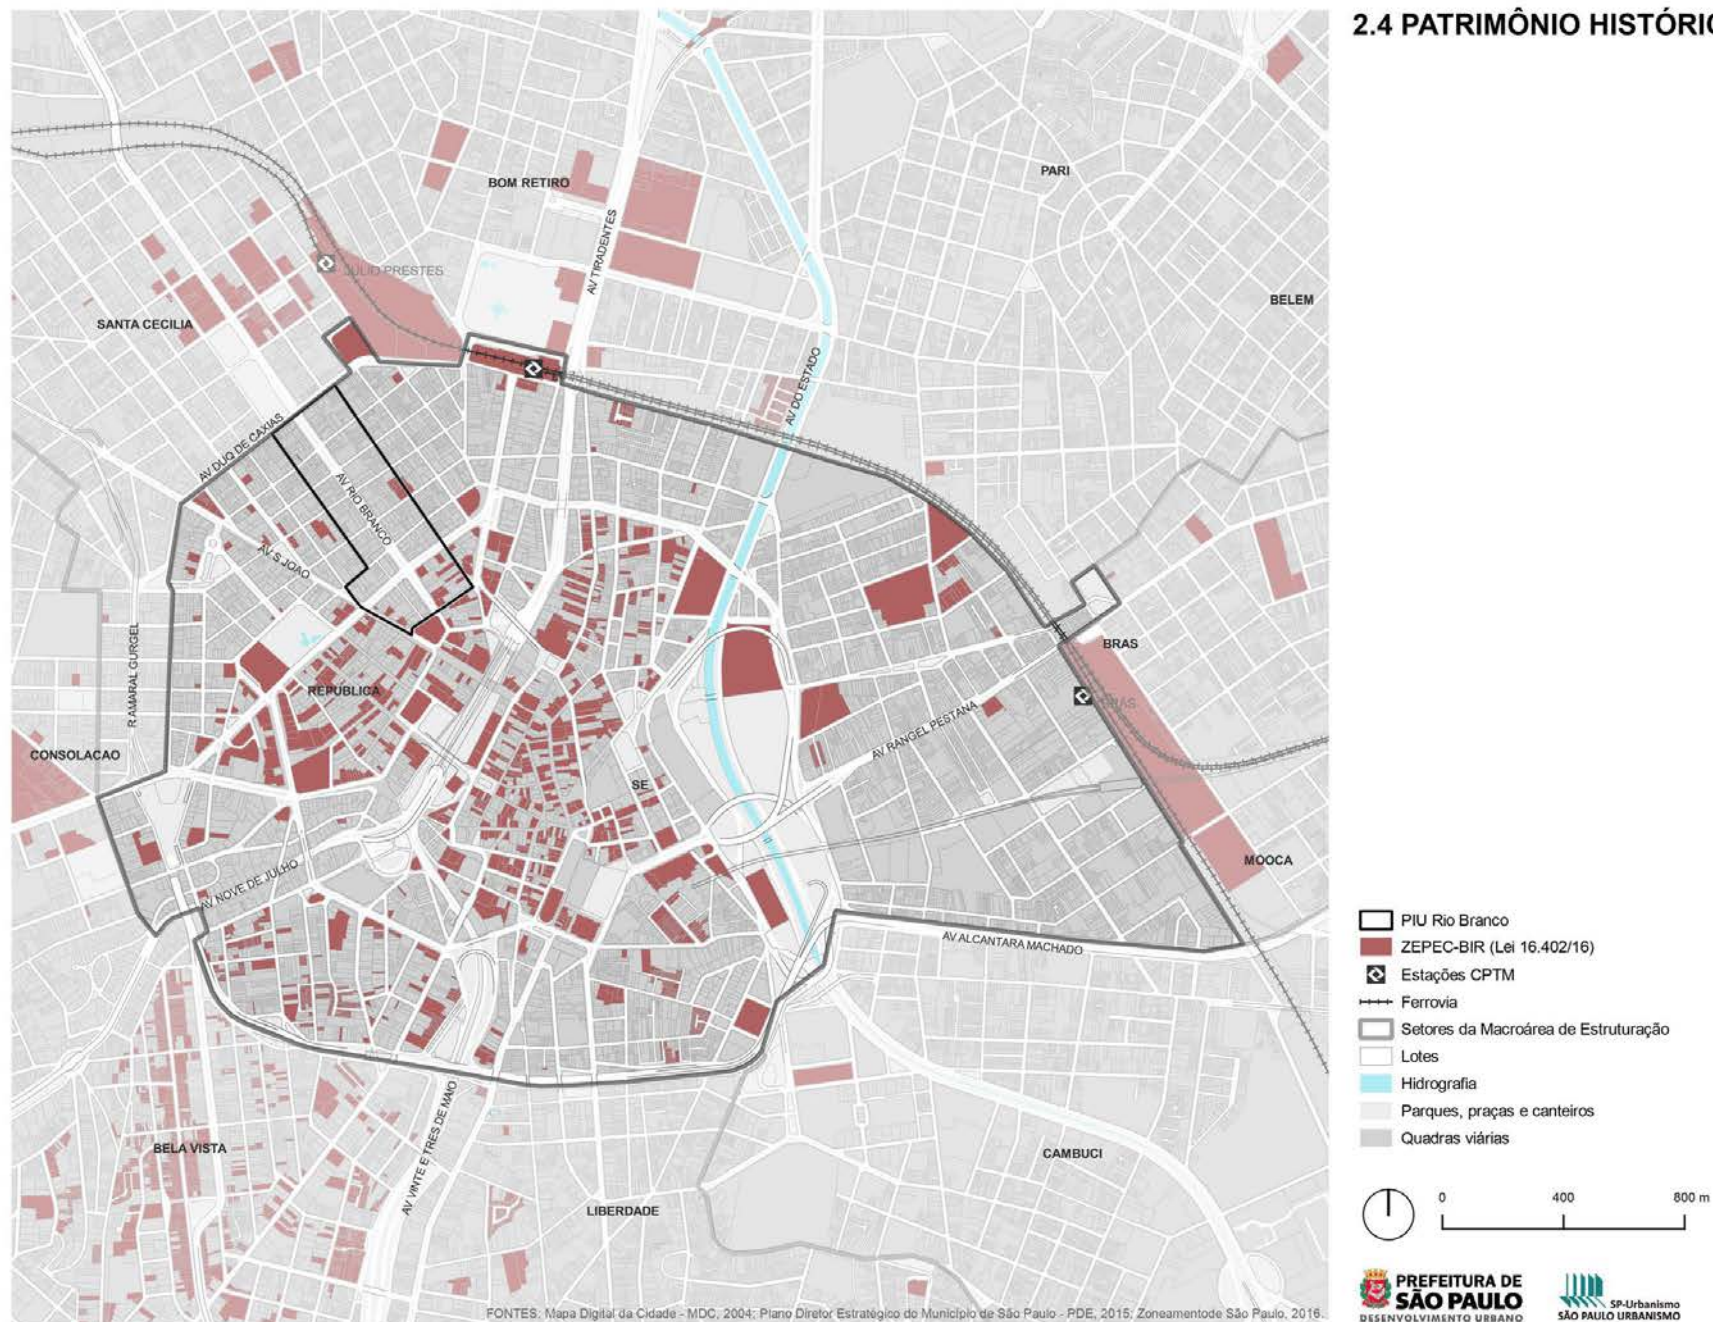 2.4 PATRIMÔNIO HISTÓRIC
BOM RETIRO
PARI
AV TIRADENTES
JULIO PRESTES
BELEM
SANTA CECILIA
AV DO ESTADO
AV DUQ DE CAXIAS
AV RIO BRANCO
AV S JOAO
R AMARAL GURGEL
BRAS
REPUBLICA
BRAS
AV RANGEL PESTANA
CONSOLACAO
SE
MOOCA
AV NOVE DE JULHO
AV ALCANTARA MACHADO
AV VINTE E TRES DE MAIO
BELA VISTA
CAMBUCI
LIBERDADE
PIU Rio Branco
ZEPEC-BIR (Lei 16.402/16)
Estações CPTM
Ferrovia
Setores da Macroárea de Estruturação
Lotes
Hidrografia
Parques, praças e canteiros
Quadras viárias
0 400 800 m
FONTES: Mapa Digital da Cidade - MDC, 2004; Plano Diretor Estratégico do Município de São Paulo - PDE, 2015; Zoneamentode São Paulo, 2016.
PREFEITURA DE
SÃO PAULO
DESENVOLVIMENTO URBANO
SP-Urbanismo
SÃO PAULO URBANISMO